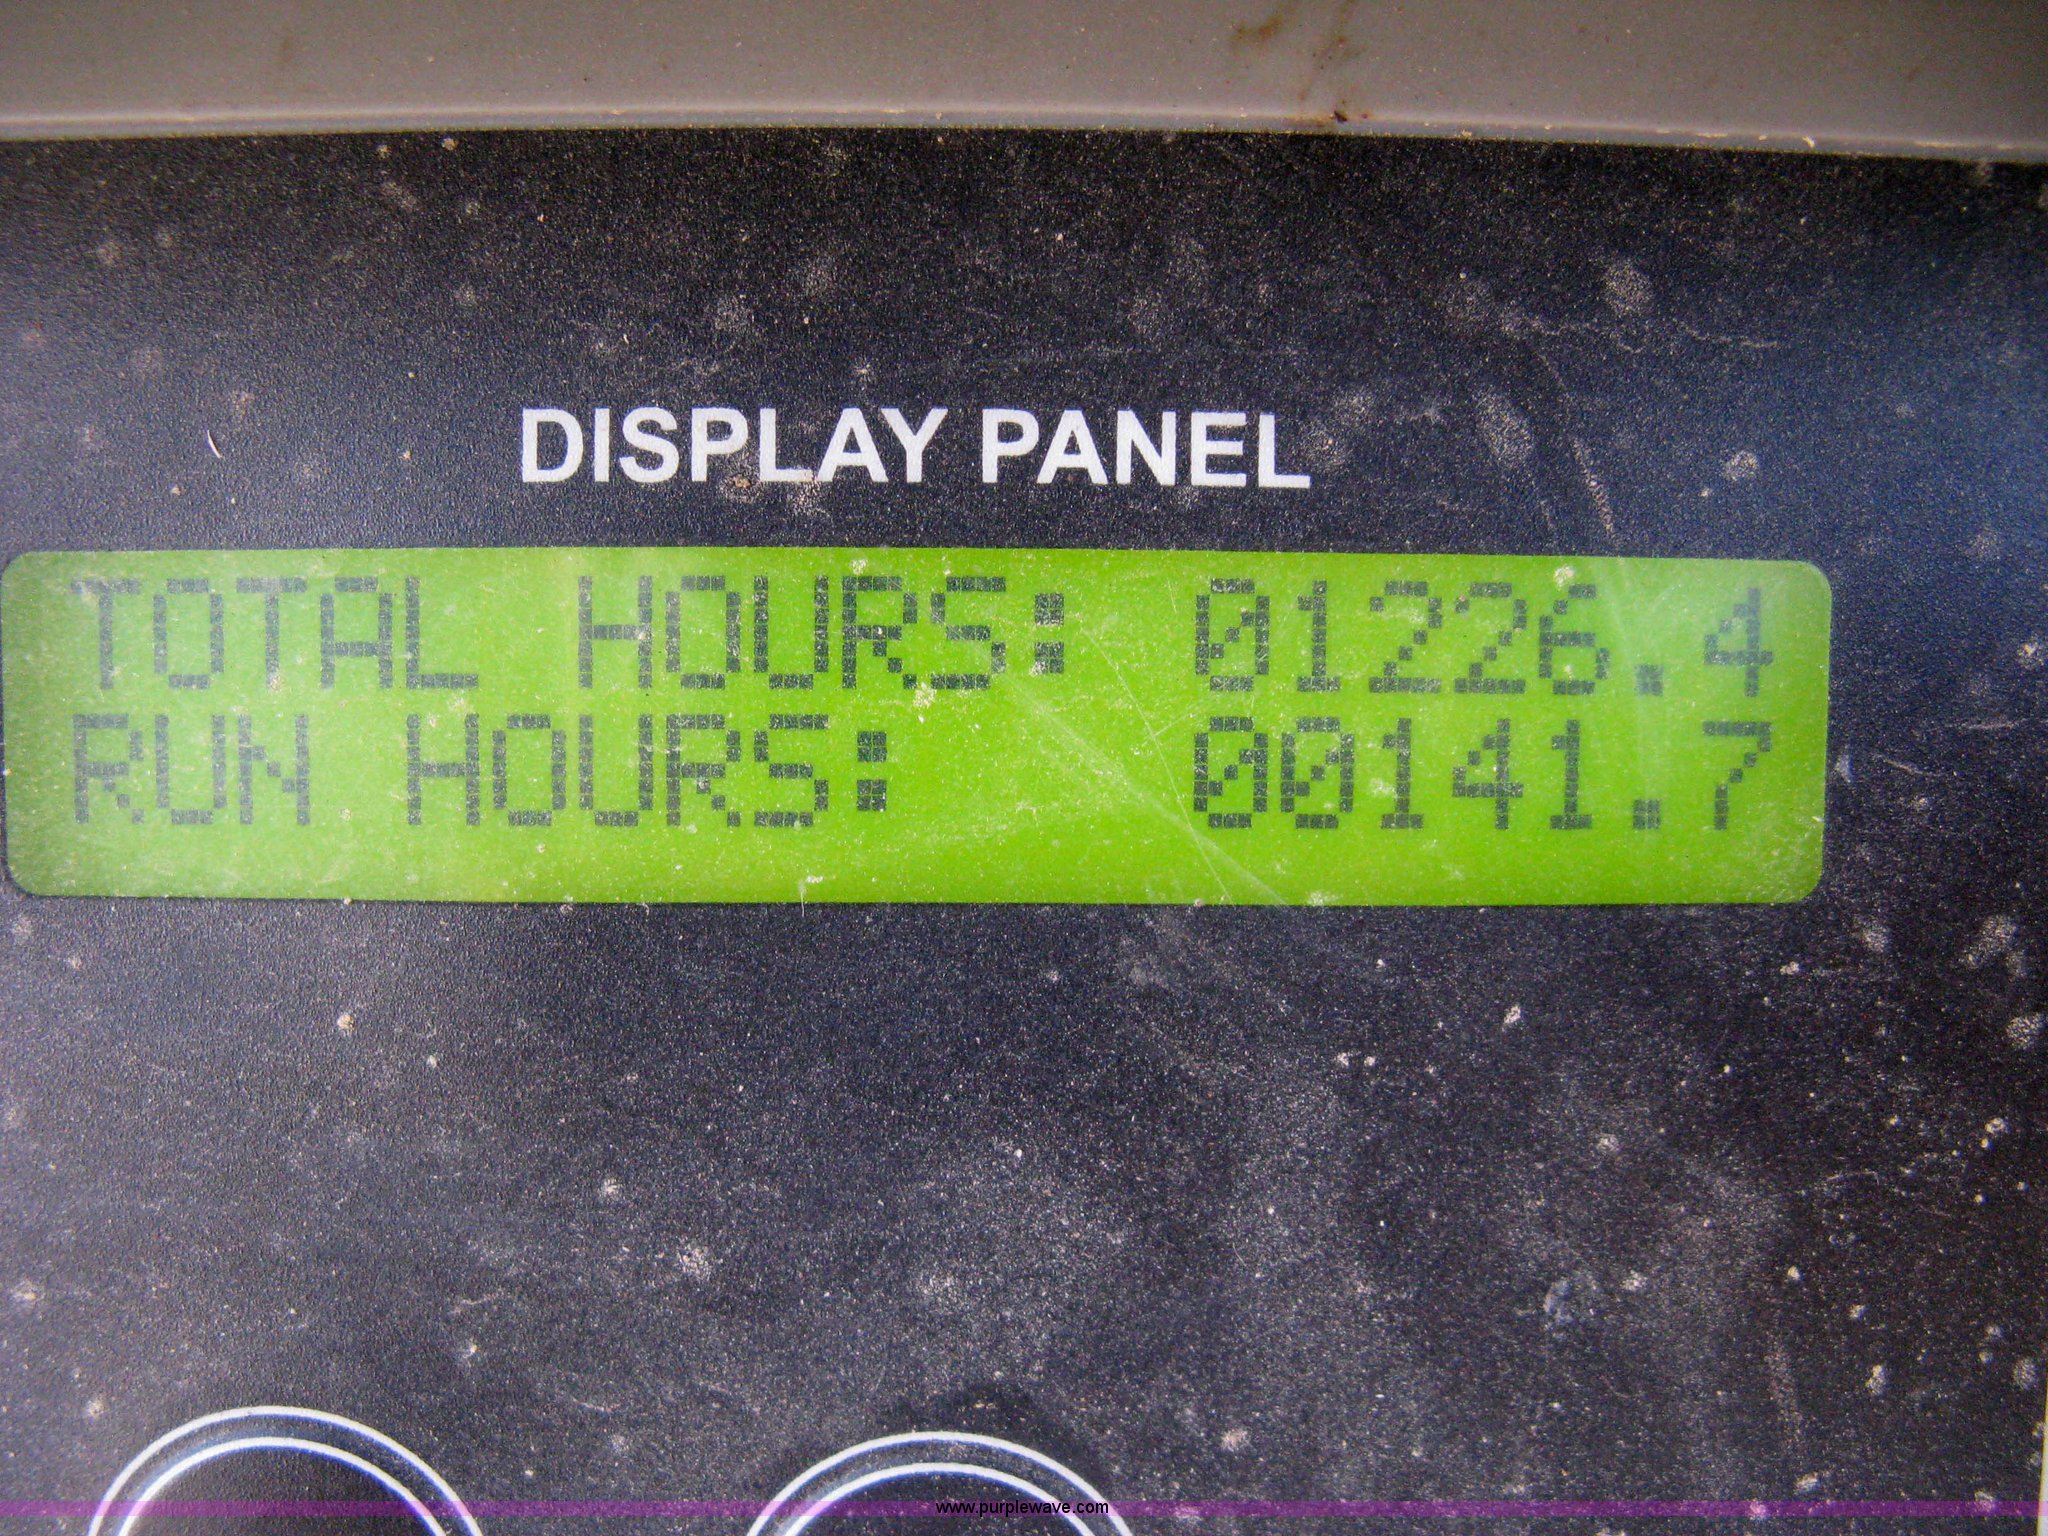 DISPLAY PANEL
TOTAL HOURS: 01226.4
RUN HOURS: 00141.7
www.purplewave.com